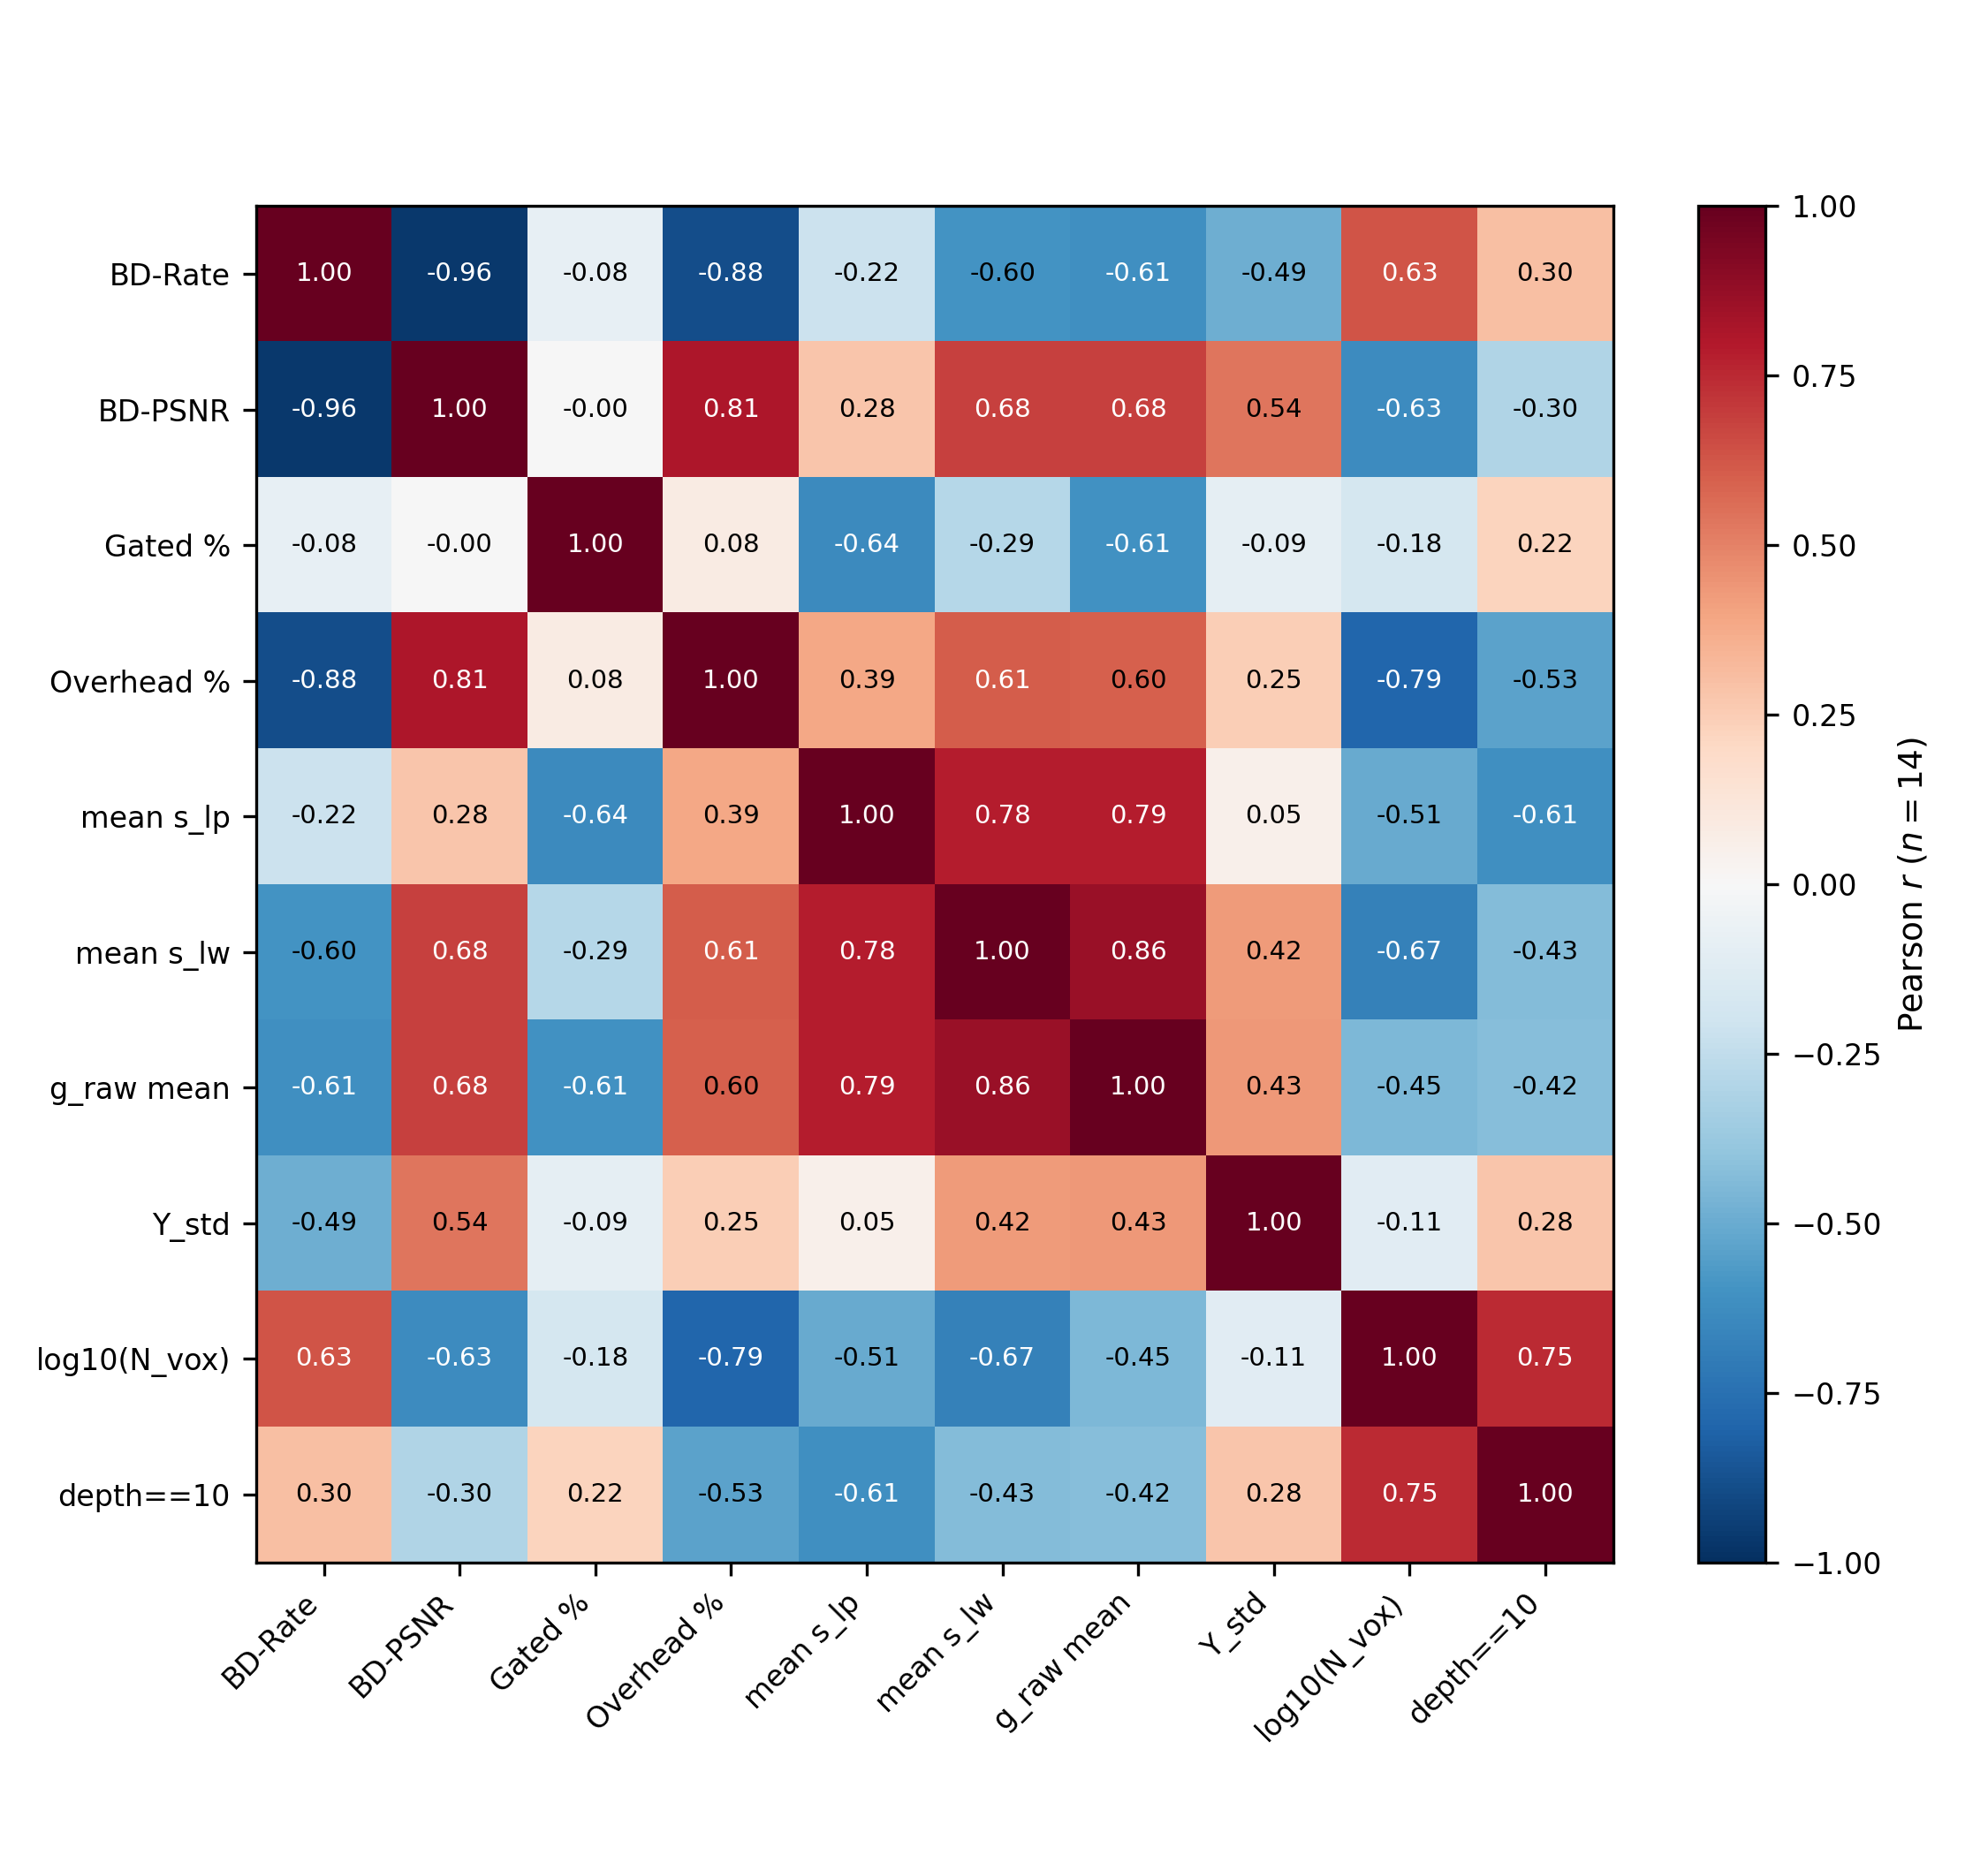 1.00
BD-Rate 1.00 -0.96 -0.08 -0.88 -0.22 -0.60 -0.61 -0.49 0.63 0.30
0.75
BD-PSNR -0.96 1.00 -0.00 0.81 0.28 0.68 0.68 0.54 -0.63 -0.30
Gated % -0.08 -0.00 1.00 0.08 -0.64 -0.29 -0.61 -0.09 -0.18 0.22
0.50
Overhead % -0.88 0.81 0.08 1.00 0.39 0.61 0.60 0.25 -0.79 -0.53
0.25
mean s_lp -0.22 0.28 -0.64 0.39 1.00 0.78 0.79 0.05 -0.51 -0.61
0.00
Pearson r (n = 14)
mean s_lw -0.60 0.68 -0.29 0.61 0.78 1.00 0.86 0.42 -0.67 -0.43
−0.25
g_raw mean -0.61 0.68 -0.61 0.60 0.79 0.86 1.00 0.43 -0.45 -0.42
−0.50
Y_std -0.49 0.54 -0.09 0.25 0.05 0.42 0.43 1.00 -0.11 0.28
log10(N_vox) 0.63 -0.63 -0.18 -0.79 -0.51 -0.67 -0.45 -0.11 1.00 0.75
−0.75
depth==10 0.30 -0.30 0.22 -0.53 -0.61 -0.43 -0.42 0.28 0.75 1.00
−1.00
BD-Rate BD-PSNR Gated % Overhead % mean s_lp mean s_lw g_raw mean Y_std log10(N_vox) depth==10